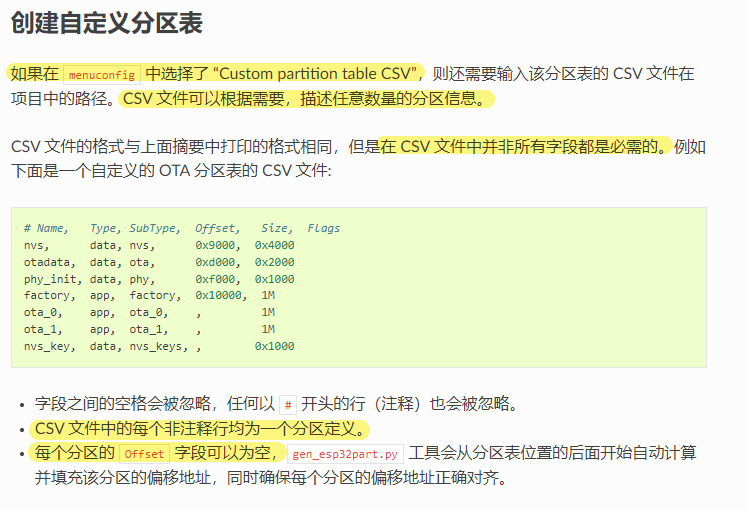 创建自定义分区表
如果在 menuconfig 中选择了 “Custom partition table CSV”，则还需要输入该分区表的 CSV 文件在
项目中的路径。CSV 文件可以根据需要，描述任意数量的分区信息。
CSV 文件的格式与上面摘要中打印的格式相同，但是在 CSV 文件中并非所有字段都是必需的。例如
下面是一个自定义的 OTA 分区表的 CSV 文件:
# Name,   Type, SubType,  Offset,   Size,  Flags
nvs,      data, nvs,      0x9000,  0x4000
otadata,  data, ota,      0xd000,  0x2000
phy_init, data, phy,      0xf000,  0x1000
factory,  app,  factory,  0x10000,  1M
ota_0,    app,  ota_0,    ,         1M
ota_1,    app,  ota_1,    ,         1M
nvs_key,  data, nvs_keys, ,        0x1000
• 字段之间的空格会被忽略，任何以 # 开头的行（注释）也会被忽略。
• CSV 文件中的每个非注释行均为一个分区定义。
• 每个分区的 Offset 字段可以为空，gen_esp32part.py 工具会从分区表位置的后面开始自动计算
并填充该分区的偏移地址，同时确保每个分区的偏移地址正确对齐。